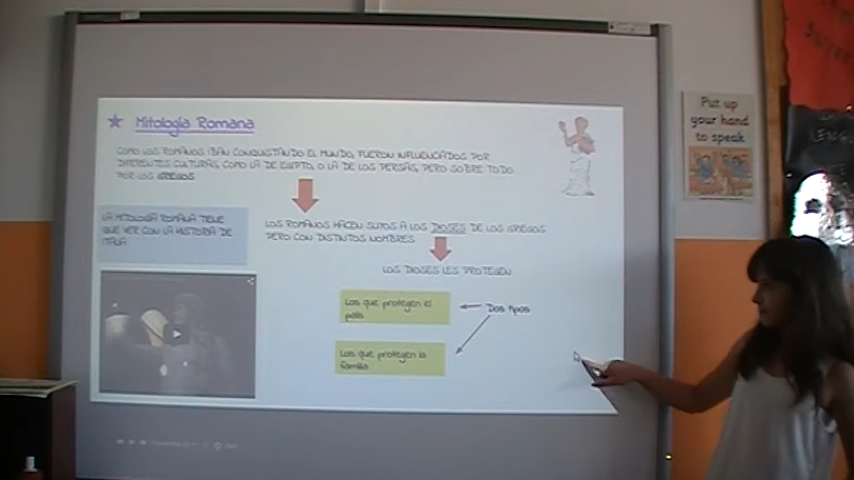 Mitología Romana
COMO LOS ROMANOS IBAN CONQUISTANDO EL MUNDO, FUERON INFLUENCIADOS POR
DIFERENTES CULTURAS, COMO LA DE EGIPTO, O LA DE LOS PERSAS, PERO SOBRE TODO
POR LOS GRIEGOS
LA MITOLOGÍA ROMANA TIENE
QUE VER CON LA HISTORIA DE
ITALIA
LOS ROMANOS HACEN SUYOS A LOS DIOSES DE LOS GRIEGOS
PERO CON DISTINTOS NOMBRES
LOS DIOSES LES PROTEGEN
Los que protegen el
país
Dos tipos
Los que protegen la
familia
Put up
your hand
to speak